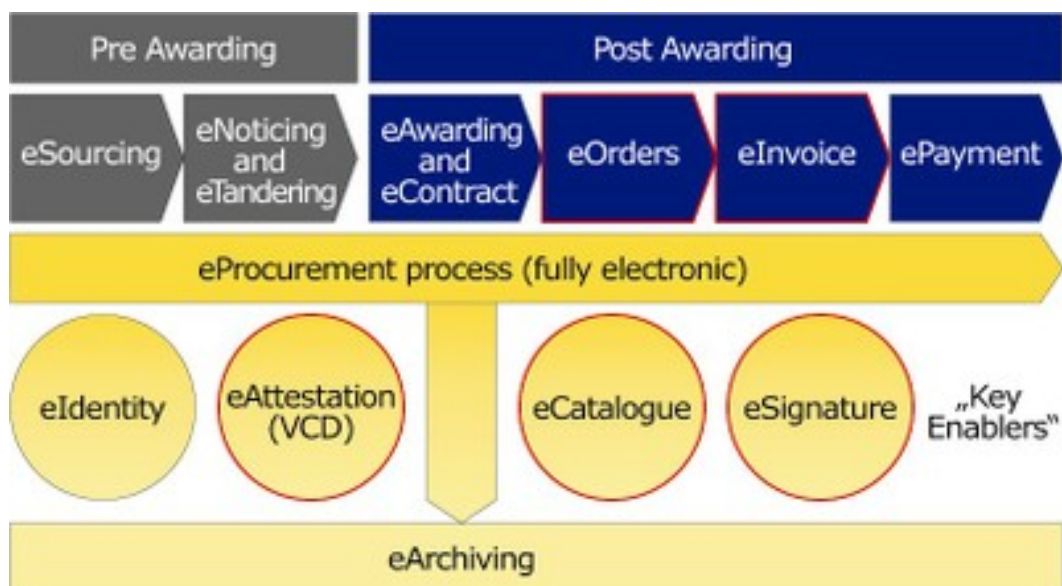 Pre Awarding
Post Awarding
eSourcing
eNoticing
and
eTandering
eAwarding
and
eContract
eOrders
eInvoice
ePayment
eProcurement process (fully electronic)
eIdentity
eAttestation
(VCD)
eCatalogue
eSignature
„Key
Enablers“
eArchiving